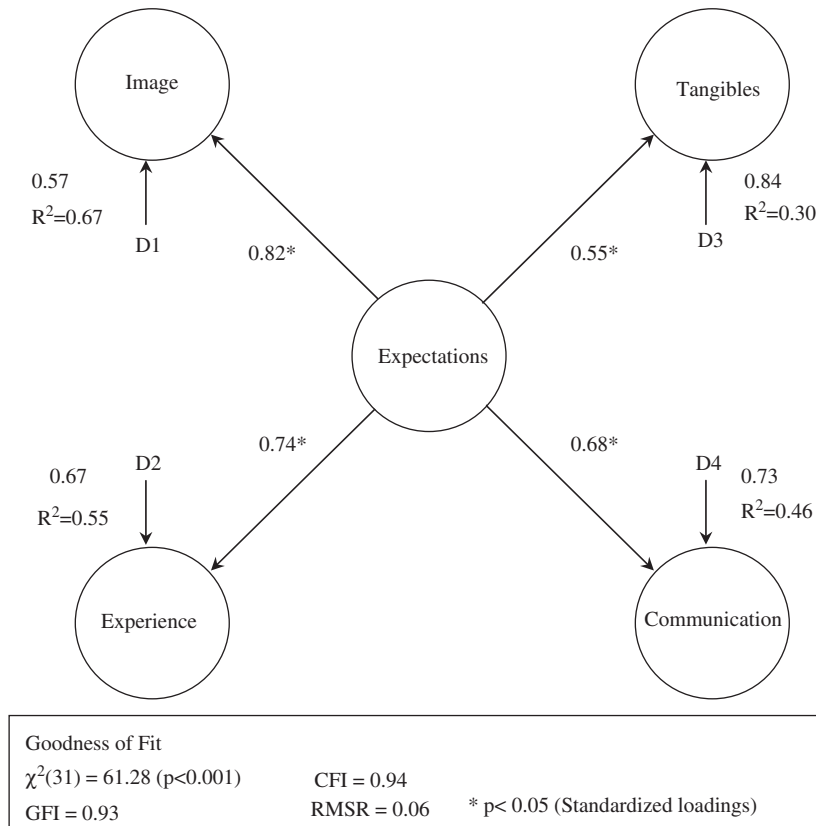 Image
Tangibles
0.57
R²=0.67
D1
0.82*
0.55*
D3
0.84
R²=0.30
Expectations
0.67
R²=0.55
D2
0.74*
0.68*
D4
0.73
R²=0.46
Experience
Communication
Goodness of Fit
χ²(31) = 61.28 (p<0.001)
CFI = 0.94
GFI = 0.93
RMSR = 0.06
* p< 0.05 (Standardized loadings)